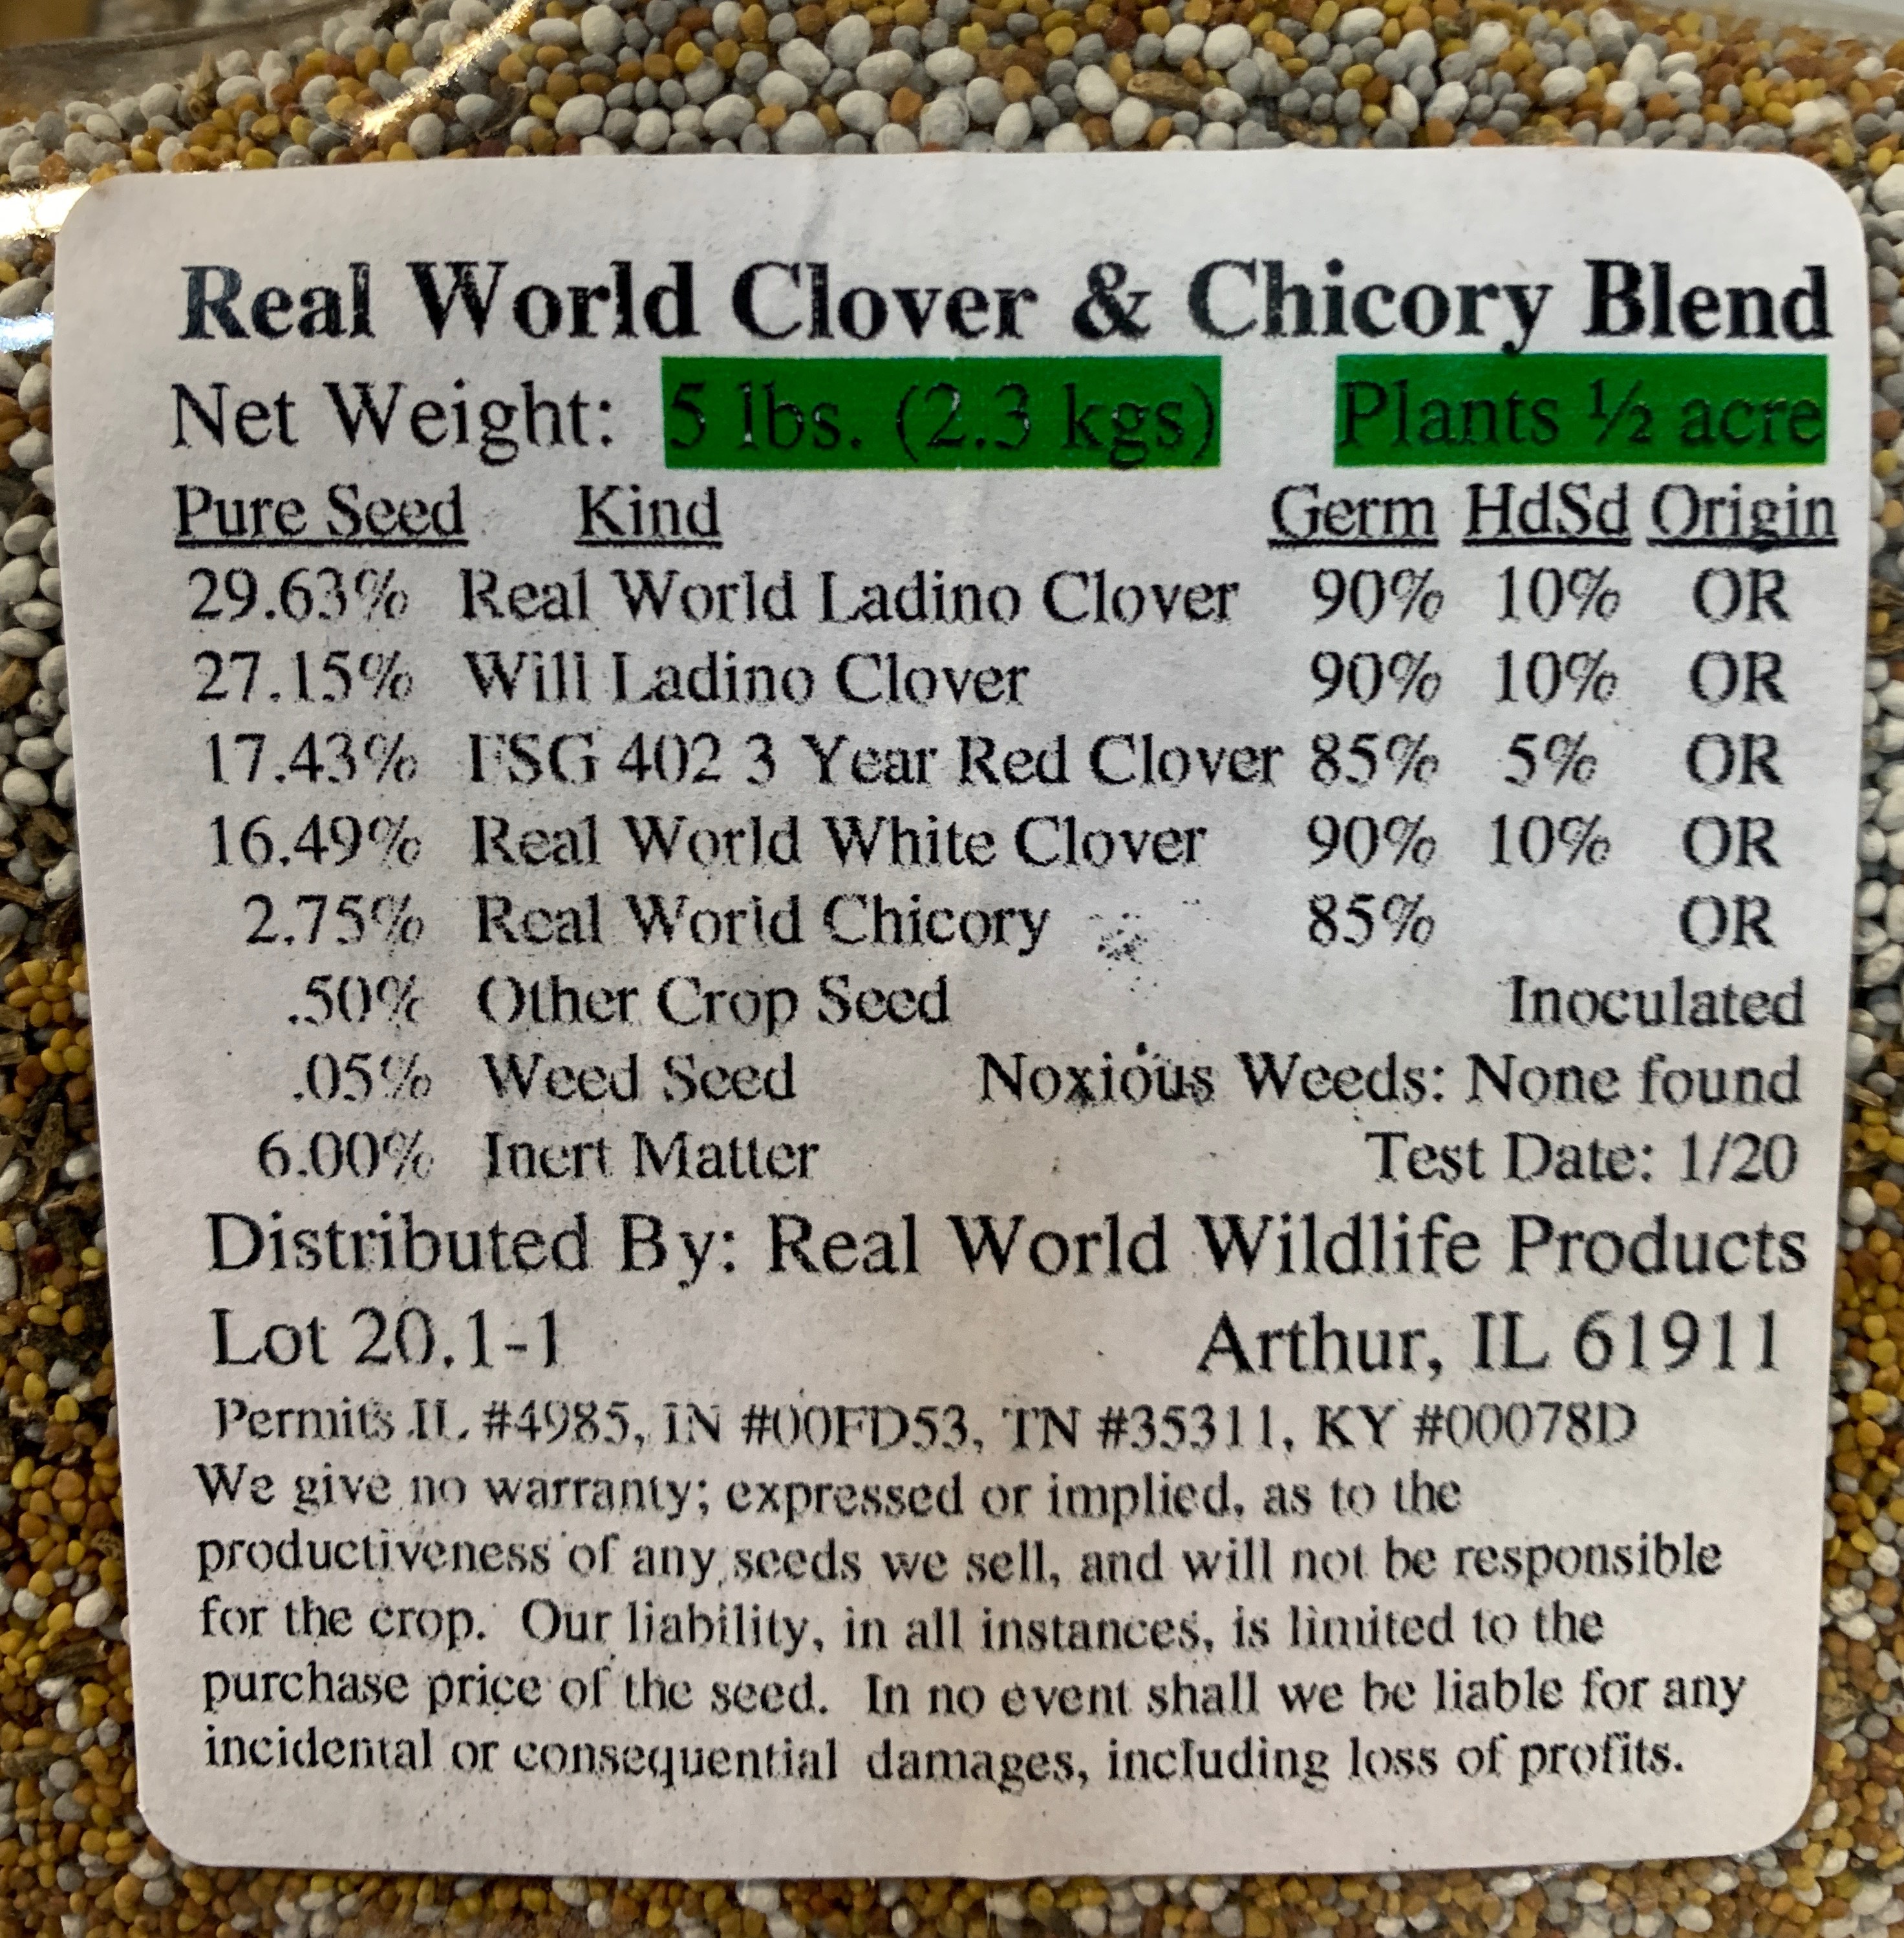 Real World Clover & Chicory Blend
Net Weight: 5 lbs. (2.3 kgs) Plants ½ acre
Pure Seed Kind Germ HdSd Origin
29.63% Real World Ladino Clover 90% 10% OR
27.15% Will Ladino Clover 90% 10% OR
17.43% FSG 402 3 Year Red Clover 85% 5% OR
16.49% Real World White Clover 90% 10% OR
2.75% Real World Chicory 85% OR
.50% Other Crop Seed Inoculated
.05% Weed Seed Noxious Weeds: None found
6.00% Inert Matter Test Date: 1/20
Distributed By: Real World Wildlife Products
Lot 20.1-1 Arthur, IL 61911
Permits IL #4985, IN #00FD53, TN #35311, KY #00078D
We give no warranty; expressed or implied, as to the
productiveness of any seeds we sell, and will not be responsible
for the crop. Our liability, in all instances, is limited to the
purchase price of the seed. In no event shall we be liable for any
incidental or consequential damages, including loss of profits.